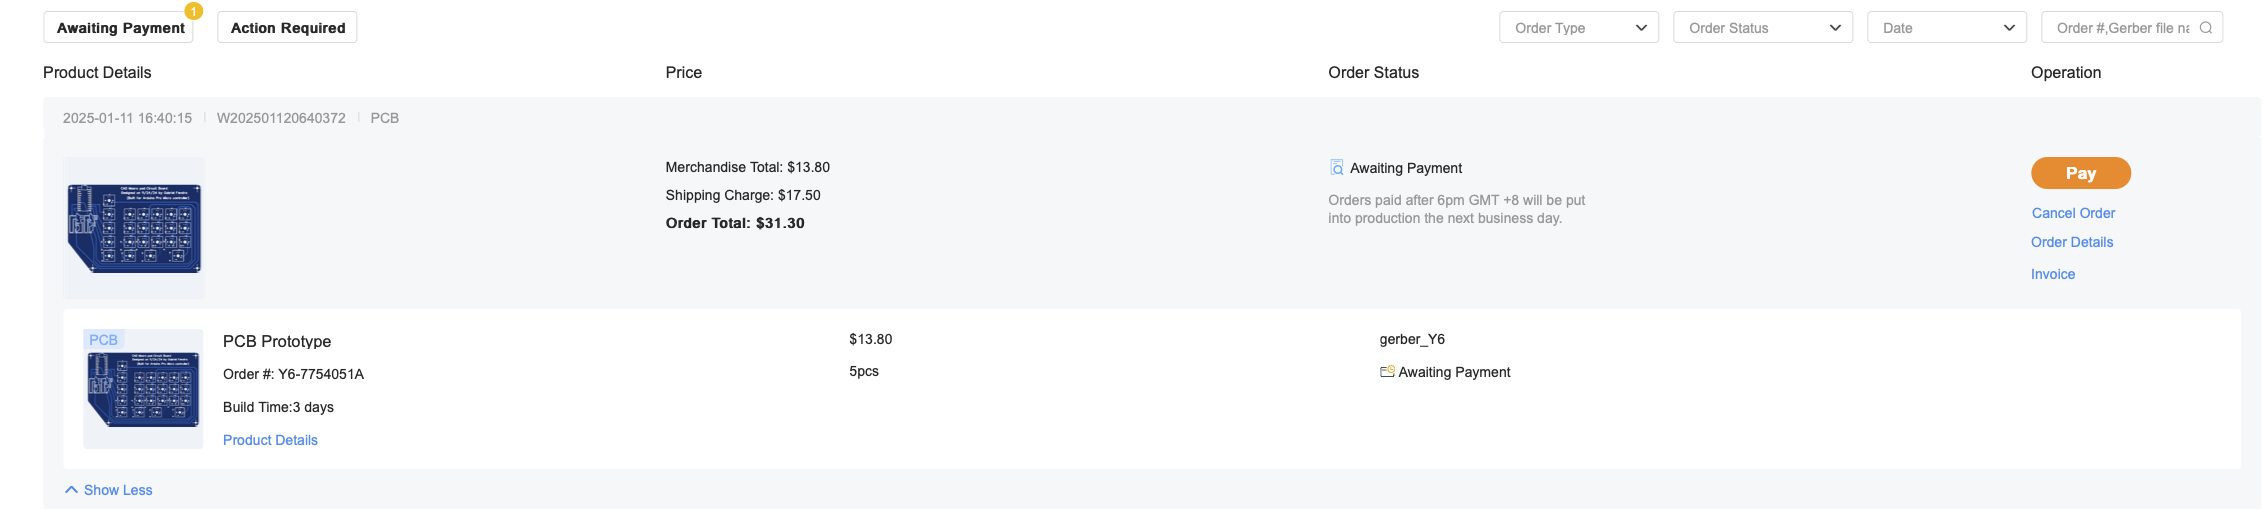 Awaiting Payment
1
Action Required
Order Type
Order Status
Date
Order #,Gerber file na
Product Details
Price
Order Status
Operation
2025-01-11 16:40:15
W202501120640372
PCB
Merchandise Total: $13.80
Shipping Charge: $17.50
Order Total: $31.30
Awaiting Payment
Orders paid after 6pm GMT +8 will be put
into production the next business day.
Pay
Cancel Order
Order Details
Invoice
PCB
PCB Prototype
Order #: Y6-7754051A
Build Time:3 days
Product Details
$13.80
5pcs
gerber_Y6
Awaiting Payment
Show Less